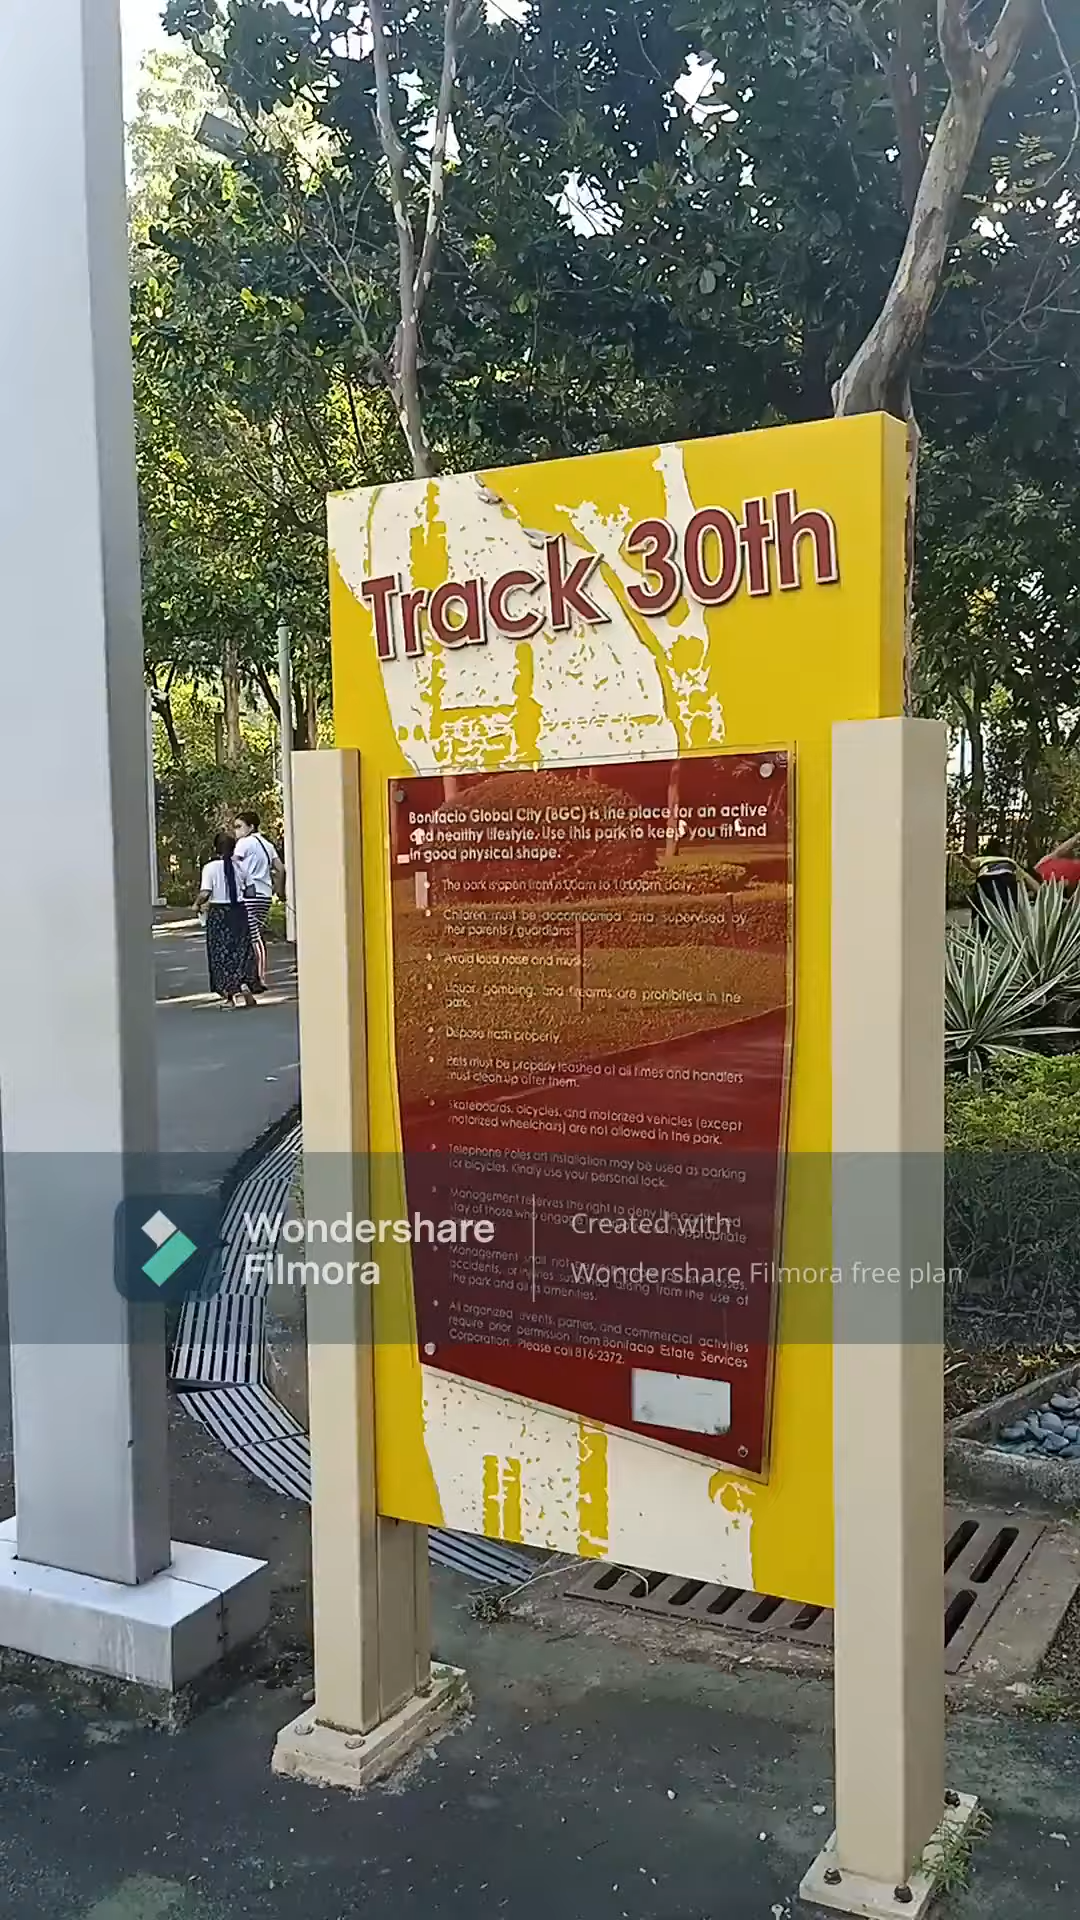 Track 30th
Bonifacio Global City (BGC) is the place for an active
and healthy lifestyle. Use this park to keep you fit and
in good physical shape.
The park is open from 6:00am to 10:00pm daily.
Children must be accompanied and supervised by
their parents / guardians.
Avoid loud noise and music.
Liquor, gambling, and firearms are prohibited in the
park.
Dispose trash properly.
Pets must be properly leashed at all times and handlers
must clean up after them.
Skateboards, bicycles, and motorized vehicles (except
motorized wheelchairs) are not allowed in the park.
Telephone Poles art installation may be used as parking
for bicycles. Kindly use your personal lock.
Management reserves the right to deny the
stay of those who engage inappropriate
Management shall not losses,
accidents, or injuries sustained arising from the use of
the park and all its amenities.
All organized events, parties, and commercial activities
require prior permission from Bonifacio Estate Services
Corporation. Please call 816-2372.
Wondershare
Filmora
Created with
Wondershare Filmora free plan